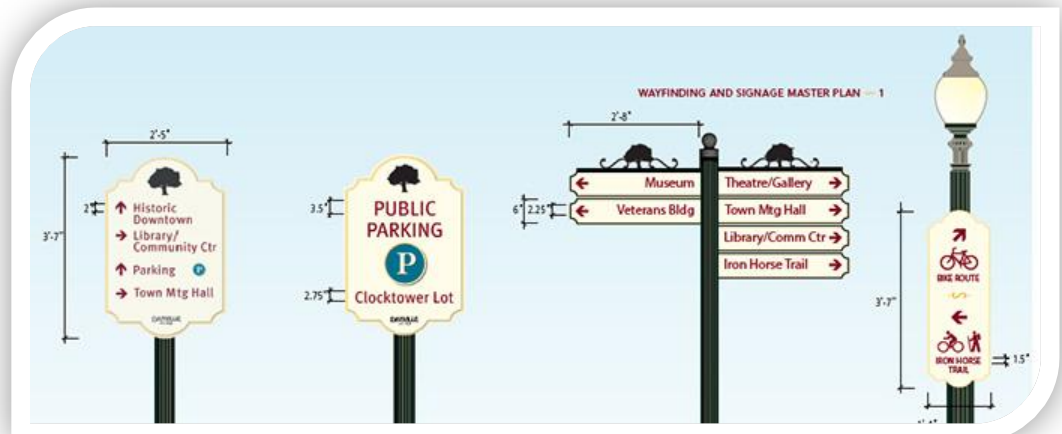 WAYFINDING AND SIGNAGE MASTER PLAN — 1
2'-5"
3'-7"
2"
Historic
Downtown
Library/
Community Ctr
Parking P
Town Mtg Hall
DANVILLE
3.5"
2.75"
PUBLIC
PARKING
P
Clocktower Lot
DANVILLE
2'-8"
6"
2.25"
Museum
Veterans Bldg
Theatre/Gallery
Town Mtg Hall
Library/Comm Ctr
Iron Horse Trail
3'-7"
BIKE ROUTE
IRON HORSE
TRAIL
1.5"